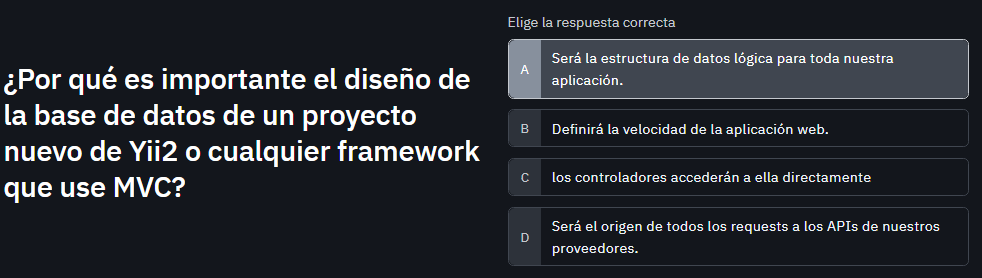 Elige la respuesta correcta
¿Por qué es importante el diseño de
la base de datos de un proyecto
nuevo de Yii2 o cualquier framework
que use MVC?
A
Será la estructura de datos lógica para toda nuestra
aplicación.
B
Definirá la velocidad de la aplicación web.
C
los controladores accederán a ella directamente
D
Será el origen de todos los requests a los APIs de nuestros
proveedores.